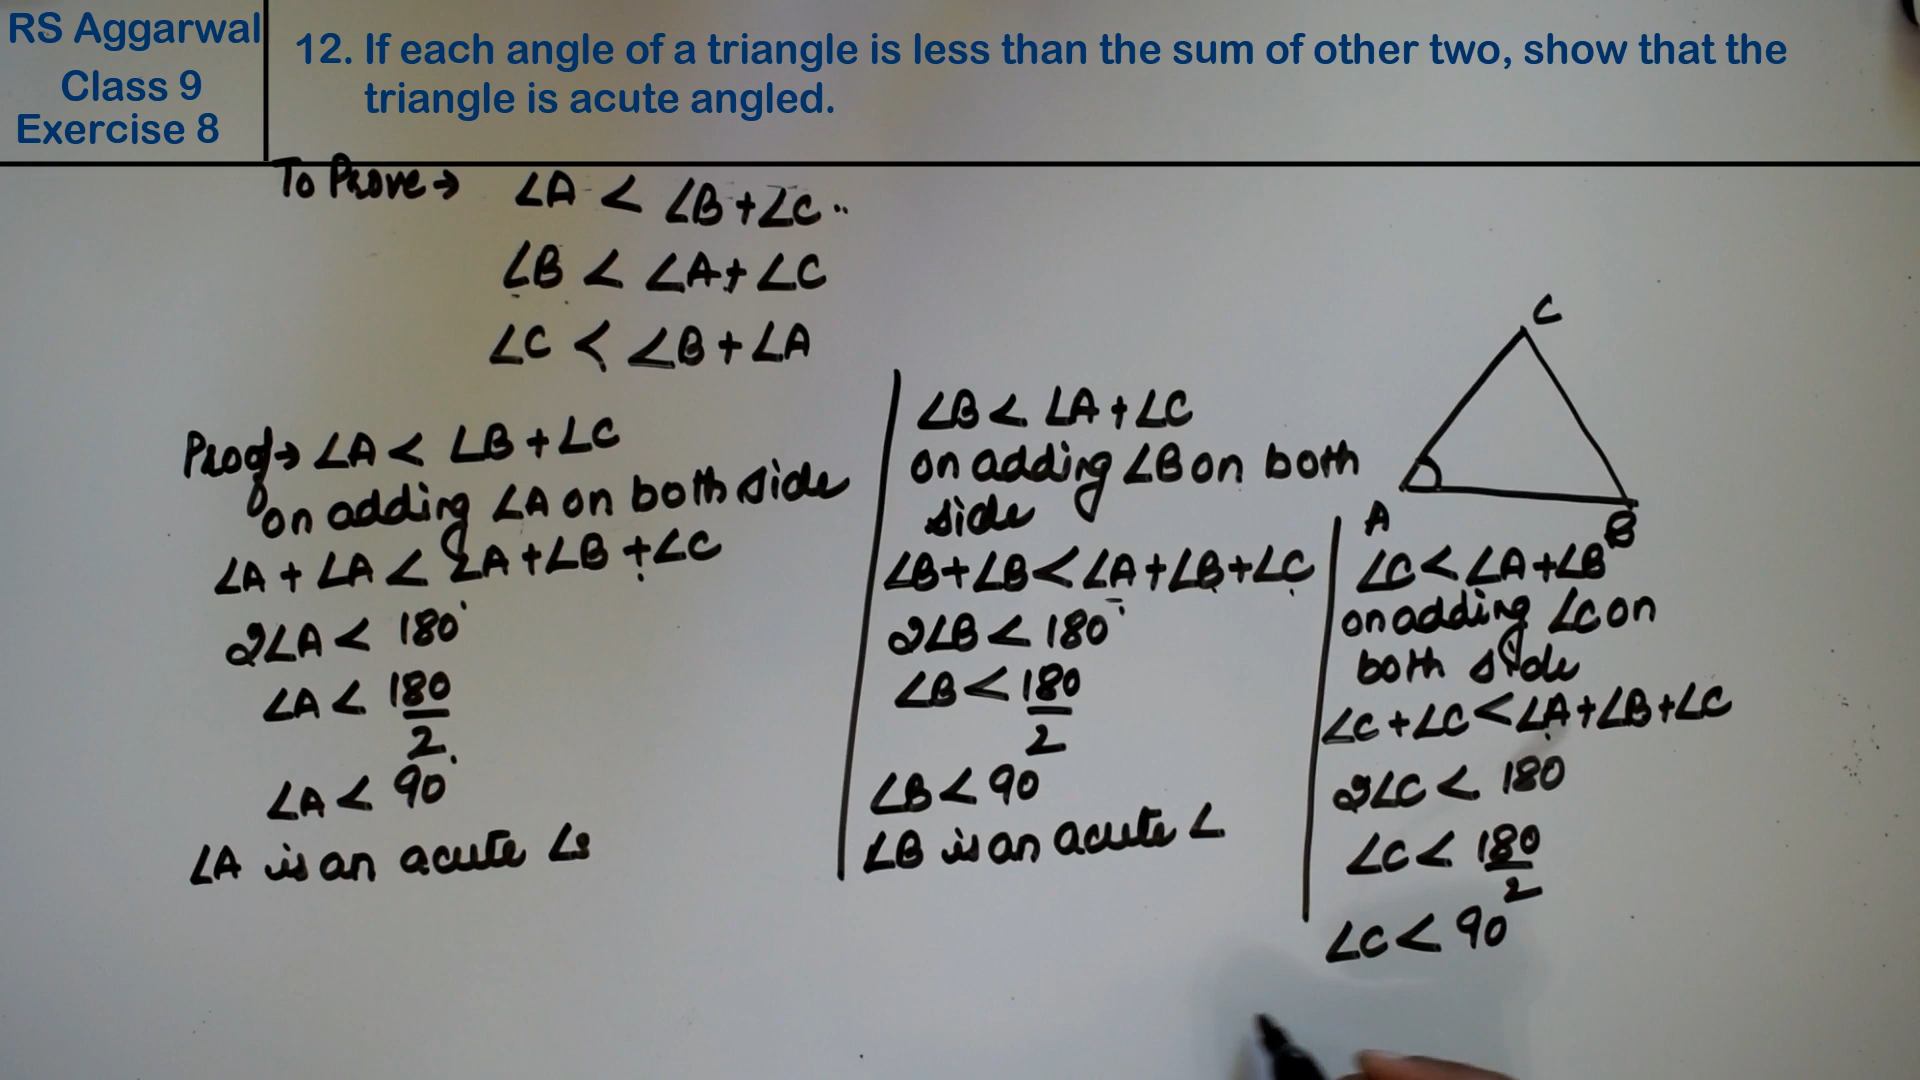 RS Aggarwal
Class 9
Exercise 8
12. If each angle of a triangle is less than the sum of other two, show that the
triangle is acute angled.
To Prove → ∠A < ∠B + ∠C
∠B < ∠A + ∠C
∠C < ∠B + ∠A
Proof → ∠A < ∠B + ∠C
on adding ∠A on both side
∠A + ∠A < ∠A + ∠B + ∠C
2∠A < 180°
∠A < 180/2
∠A < 90°
∠A is an acute ∠s
∠B < ∠A + ∠C
on adding ∠B on both
side
∠B + ∠B < ∠A + ∠B + ∠C
2∠B < 180°
∠B < 180/2
∠B < 90
∠B is an acute ∠
C
A
B
∠C < ∠A + ∠B
on adding ∠C on
both side
∠C + ∠C < ∠A + ∠B + ∠C
2∠C < 180
∠C < 180/2
∠C < 90